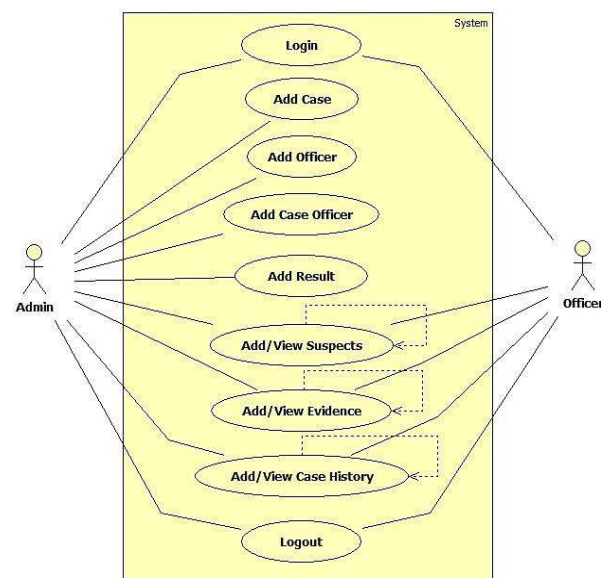 System
Login
Add Case
Add Officer
Add Case Officer
Add Result
Admin
Officer
Add/View Suspects
Add/View Evidence
Add/View Case History
Logout